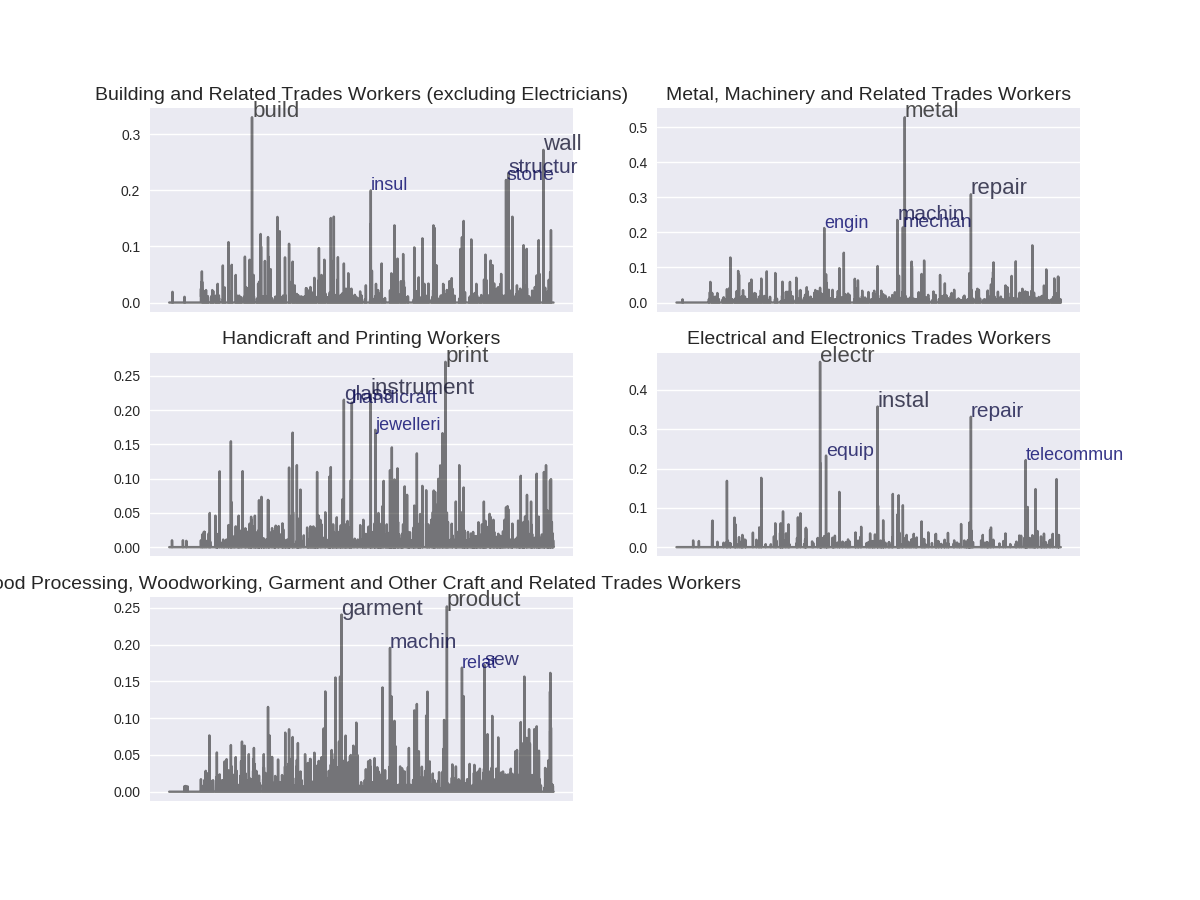 Building and Related Trades Workers (excluding Electricians)
build
wall
structur
stone
insul
0.3
0.2
0.1
0.0
Metal, Machinery and Related Trades Workers
metal
repair
machin
mechan
engin
0.5
0.4
0.3
0.2
0.1
0.0
Handicraft and Printing Workers
print
instrument
glass
handicraft
jewelleri
0.25
0.20
0.15
0.10
0.05
0.00
Electrical and Electronics Trades Workers
electr
instal
repair
equip
telecommun
0.4
0.3
0.2
0.1
0.0
ood Processing, Woodworking, Garment and Other Craft and Related Trades Workers
product
garment
machin
relat
sew
0.25
0.20
0.15
0.10
0.05
0.00